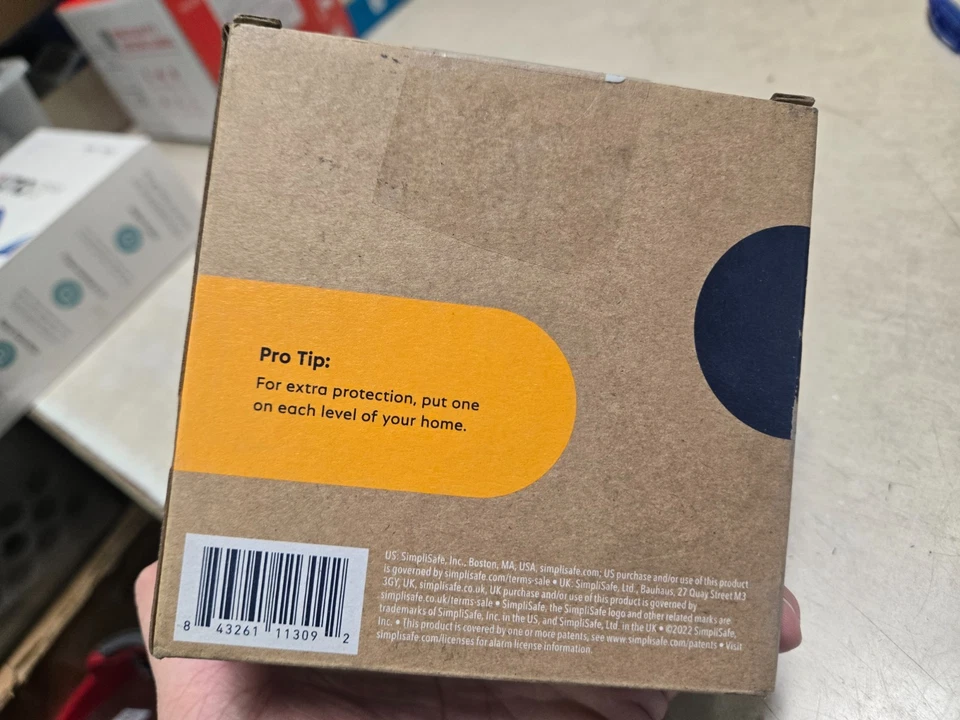 Pro Tip:
For extra protection, put one
on each level of your home.
8 43261 11309 2
US: SimpliSafe, Inc., Boston, MA, USA, simplisafe.com; US purchase and/or use of this product
is governed by simplisafe.com/terms-sale • UK: SimpliSafe, Ltd., Bauhaus, 27 Quay Street M3
3GY, UK, simplisafe.co.uk, UK purchase and/or use of this product is governed by
simplisafe.co.uk/terms-sale • SimpliSafe, the SimpliSafe logo and other related marks are
trademarks of SimpliSafe, Inc. in the US, and SimpliSafe, Ltd. in the UK • ©2022 SimpliSafe,
Inc. • This product is covered by one or more patents, see www.simplisafe.com/patents • Visit
simplisafe.com/licenses for alarm license information.